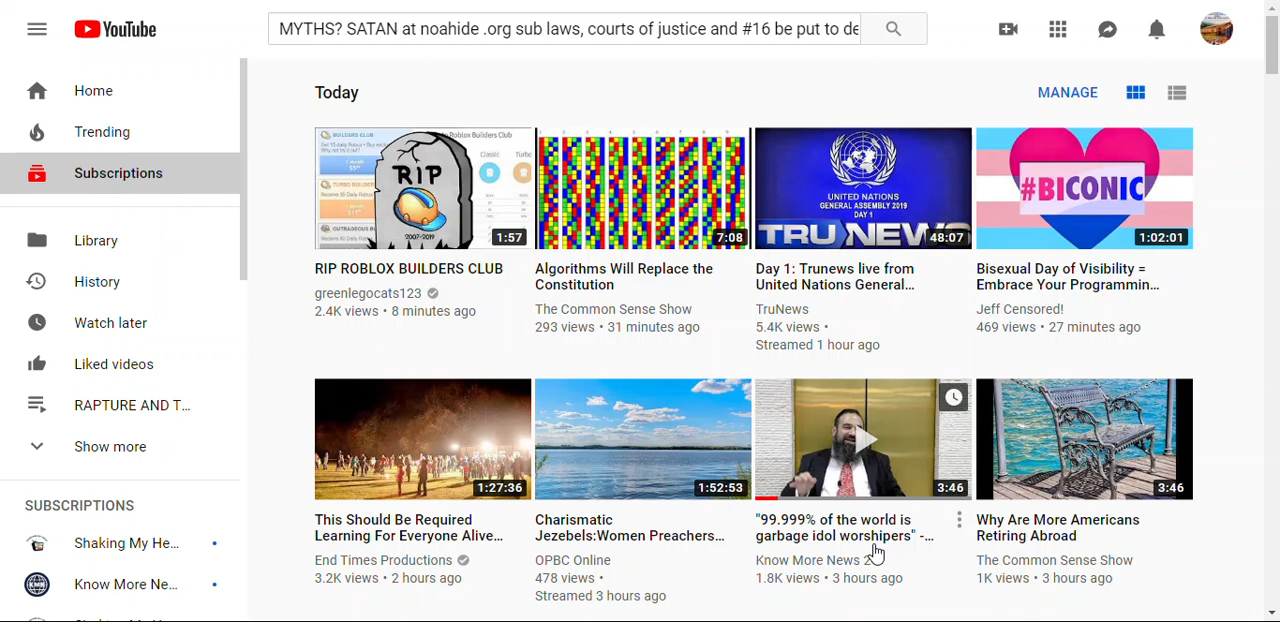 YouTube
MYTHS? SATAN at noahide .org sub laws, courts of justice and #16 be put to de
Home
Trending
Subscriptions
Library
History
Watch later
Liked videos
RAPTURE AND T...
Show more
SUBSCRIPTIONS
Shaking My He...
Know More Ne...
Today
MANAGE
BUILDERS CLUB
Roblox Builders Club
Classic
RIP
2007-2019
1:57
RIP ROBLOX BUILDERS CLUB
greenlegocats123
2.4K views • 8 minutes ago
7:08
Algorithms Will Replace the
Constitution
The Common Sense Show
293 views • 31 minutes ago
UNITED NATIONS
GENERAL ASSEMBLY 2019
DAY 1
TRUNEWS
48:07
Day 1: Trunews live from
United Nations General...
TruNews
5.4K views •
Streamed 1 hour ago
#BICONIC
1:02:01
Bisexual Day of Visibility =
Embrace Your Programmin...
Jeff Censored!
469 views • 27 minutes ago
1:27:36
This Should Be Required
Learning For Everyone Alive...
End Times Productions
3.2K views • 2 hours ago
1:52:53
Charismatic
Jezebels:Women Preachers...
OPBC Online
478 views •
Streamed 3 hours ago
3:46
"99.999% of the world is
garbage idol worshipers" -...
Know More News 2
1.8K views • 3 hours ago
3:46
Why Are More Americans
Retiring Abroad
The Common Sense Show
1K views • 3 hours ago